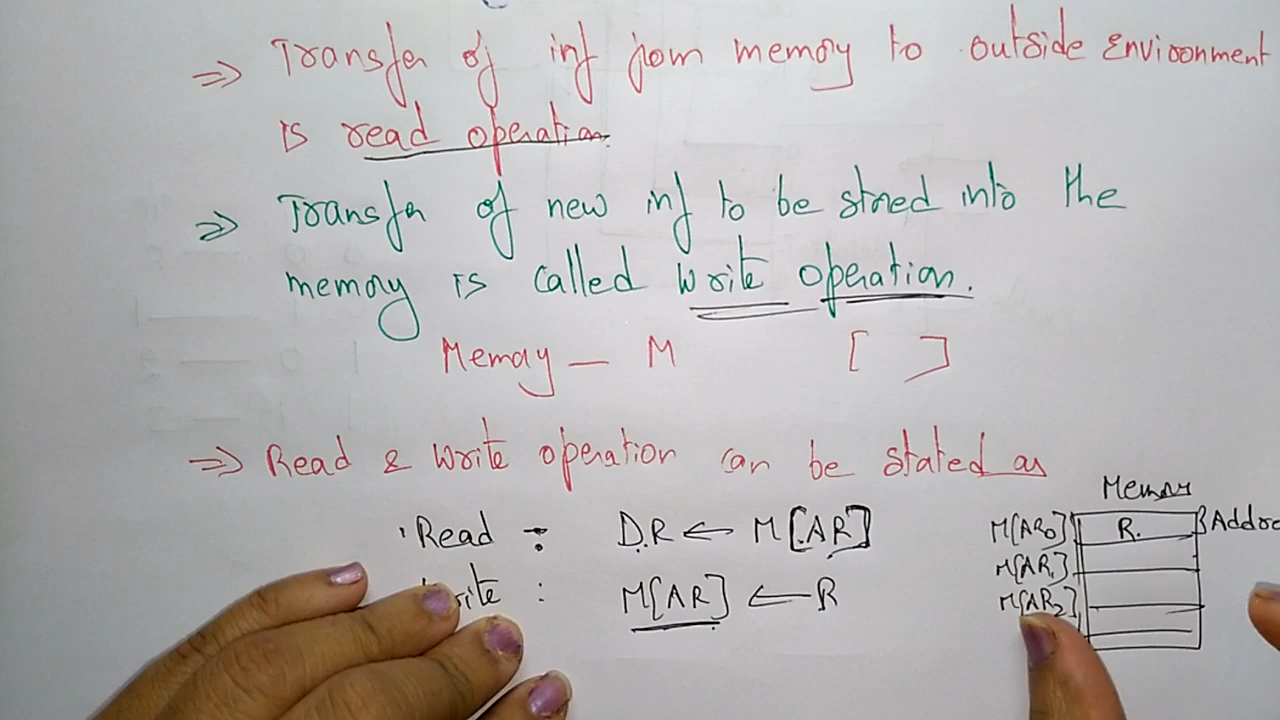 ⇒ Transfer of inf from memory to outside Environment
is read operation.
⇒ Transfer of new inf to be stored into the
memory is called write operation.
Memory — M [ ]
⇒ Read & write operation can be stated as
Read : DR ← M[AR]
M[AR] ← R
Memory
M[AR0] R.
M[AR1]
M[AR2]